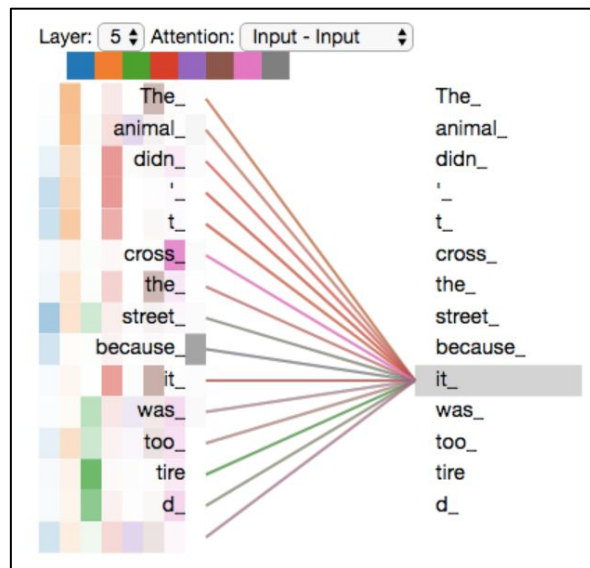 Layer: 5 Attention: Input - Input
The_ The_
animal_ animal_
didn_ didn_
'_ '_
t_ t_
cross_ cross_
the_ the_
street_ street_
because_ because_
it_ it_
was_ was_
too_ too_
tire tire
d_ d_